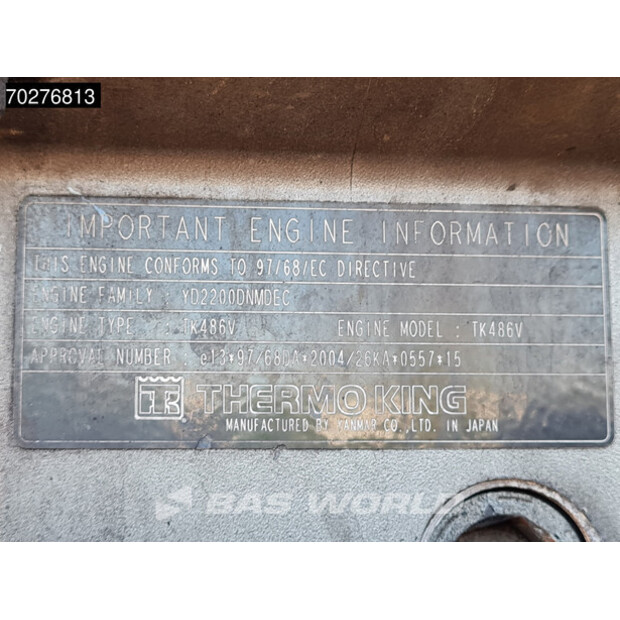 70276813
IMPORTANT ENGINE INFORMATION
THIS ENGINE CONFORMS TO 97/68/EC DIRECTIVE
ENGINE FAMILY : YD2200DNMDEC
ENGINE TYPE : TK486V ENGINE MODEL : TK486V
APPROVAL NUMBER : e13*97/68DA*2004/26KA*0557*15
TK THERMO KING
MANUFACTURED BY YANMAR CO.,LTD. IN JAPAN
BAS WORLD